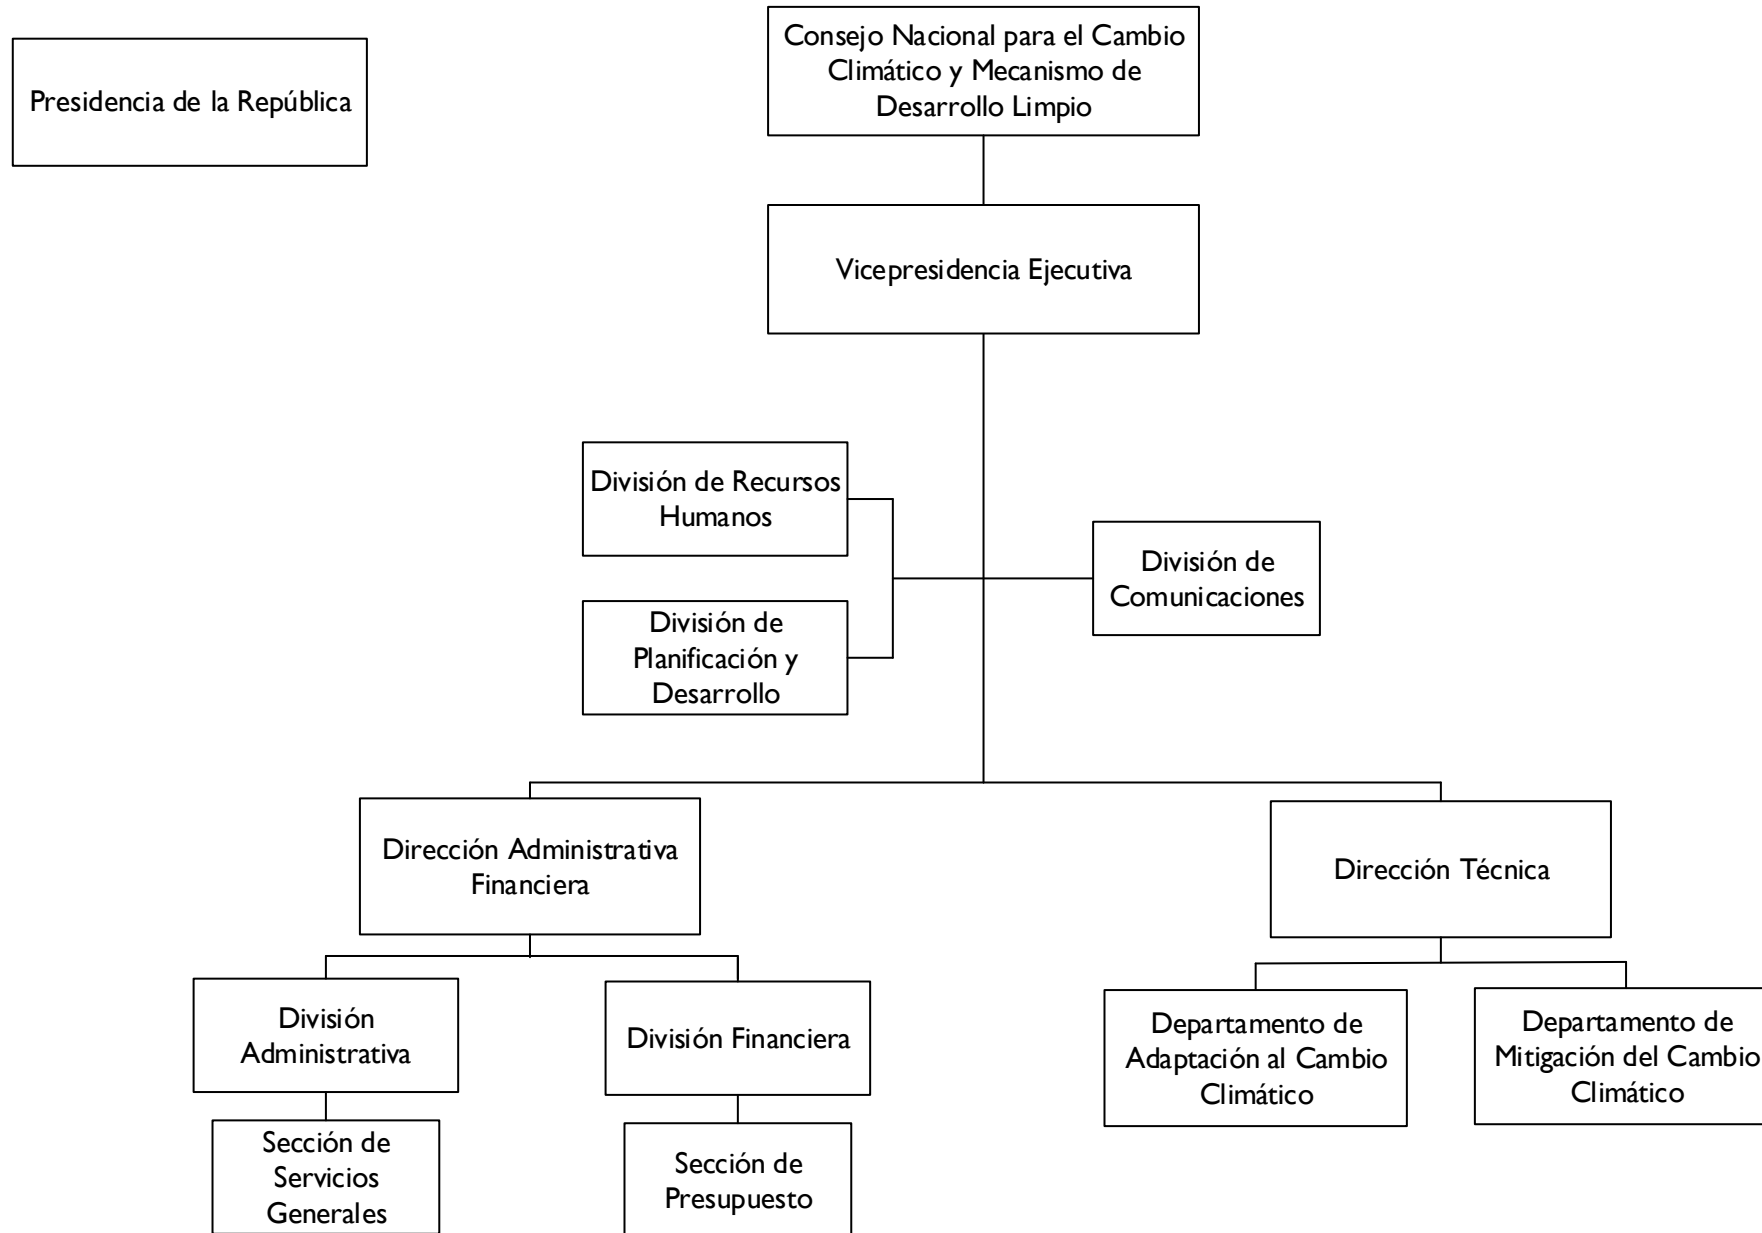 Presidencia de la República
Consejo Nacional para el Cambio
Climático y Mecanismo de
Desarrollo Limpio
Vicepresidencia Ejecutiva
División de Recursos
Humanos
División de
Comunicaciones
División de
Planificación y
Desarrollo
Dirección Administrativa
Financiera
Dirección Técnica
División
Administrativa
División Financiera
Departamento de
Adaptación al Cambio
Climático
Departamento de
Mitigación del Cambio
Climático
Sección de
Servicios
Generales
Sección de
Presupuesto